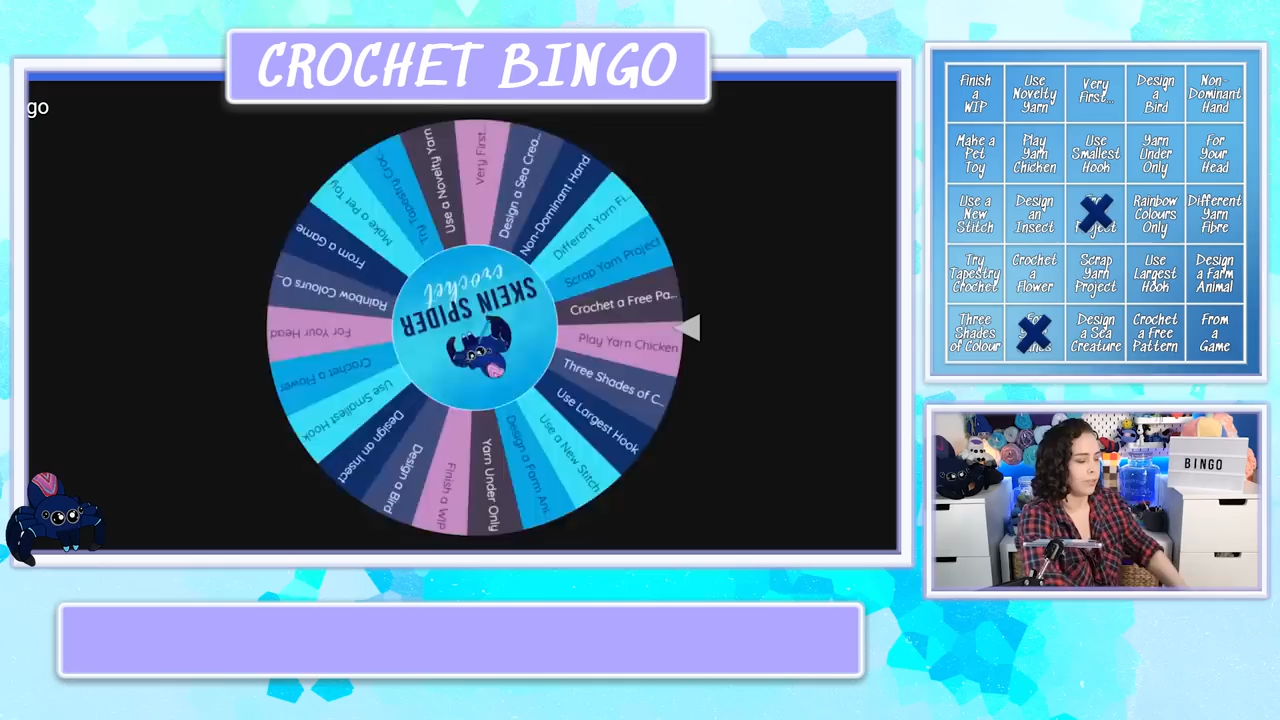 CROCHET BINGO
go
Very First...
Design a Sea Crea...
Non-Dominant Hand
Different Yarn Fi...
Scrap Yarn Project
Crochet a Free Pa...
Play Yarn Chicken
Three Shades of C...
Use Largest Hook
Use a New Stitch
Design a Farm Ani...
Yarn Under Only
Finish a WIP
Design a Bird
Design an Insect
Use Smallest Hook
Crochet a Flower
For Your Head
Rainbow Colours O...
From a Game
Make a Pet Toy
Try Tapestry Croc...
Use a Novelty Yarn
SKEIN SPIDER
crochet
Finish
a
WIP
Use
Novelty
Yarn
Very
First...
Design
a
Bird
Non-
Dominant
Hand
Make a
Pet
Toy
Play
Yarn
Chicken
Use
Smallest
Hook
Yarn
Under
Only
For
Your
Head
Use a
New
Stitch
Design
an
Insect
Rainbow
Colours
Only
Different
Yarn
Fibre
Try
Tapestry
Crochet
Crochet
a
Flower
Scrap
Yarn
Project
Use
Largest
Hook
Design
a Farm
Animal
Three
Shades
of Colour
Design
a Sea
Creature
Crochet
a Free
Pattern
From
a
Game
BINGO